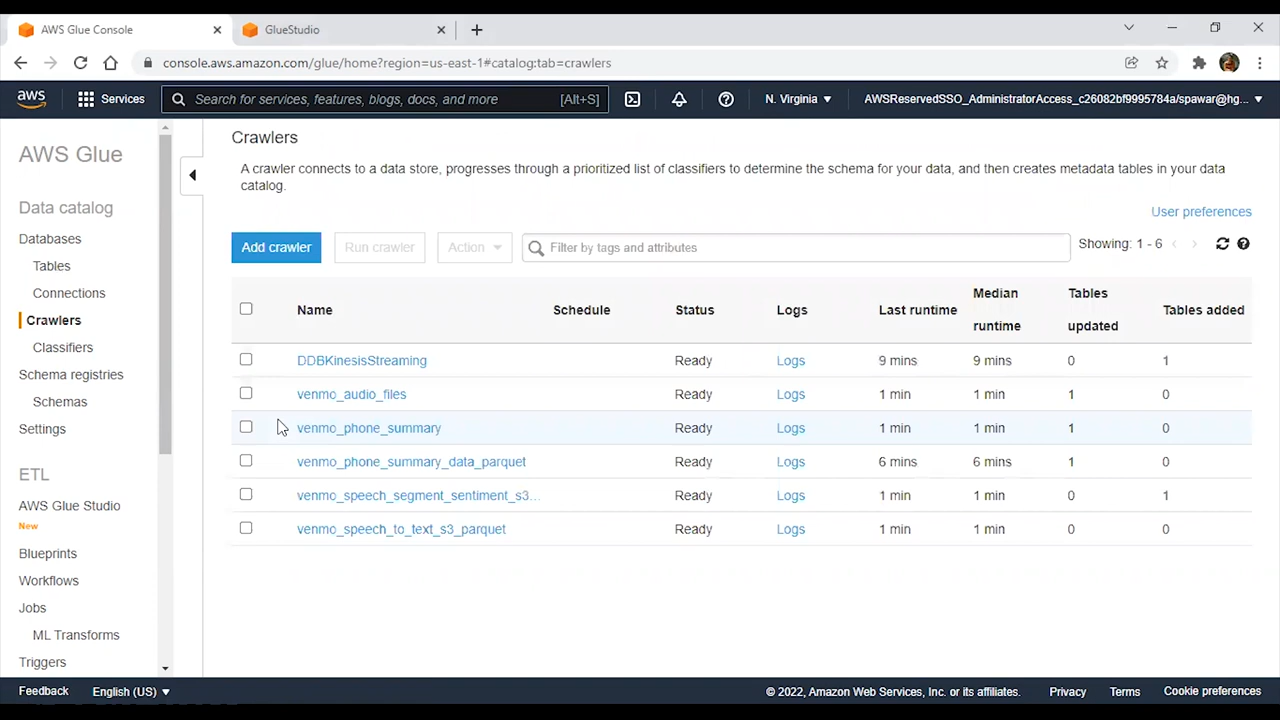 AWS Glue Console
GlueStudio
console.aws.amazon.com/glue/home?region=us-east-1#catalog:tab=crawlers
aws
Services
Search for services, features, blogs, docs, and more
[Alt+S]
N. Virginia
AWSReservedSSO_AdministratorAccess_c26082bf9995784a/spawar@hg...
AWS Glue
Data catalog
Databases
Tables
Connections
Crawlers
Classifiers
Schema registries
Schemas
Settings
ETL
AWS Glue Studio
New
Blueprints
Workflows
Jobs
ML Transforms
Triggers
Crawlers
A crawler connects to a data store, progresses through a prioritized list of classifiers to determine the schema for your data, and then creates metadata tables in your data
catalog.
User preferences
Add crawler
Run crawler
Action
Filter by tags and attributes
Showing: 1 - 6
Name Schedule Status Logs Last runtime Median runtime Tables updated Tables added
DDBKinesisStreaming Ready Logs 9 mins 9 mins 0 1
venmo_audio_files Ready Logs 1 min 1 min 1 0
venmo_phone_summary Ready Logs 1 min 1 min 1 0
venmo_phone_summary_data_parquet Ready Logs 6 mins 6 mins 1 0
venmo_speech_segment_sentiment_s3... Ready Logs 1 min 1 min 0 1
venmo_speech_to_text_s3_parquet Ready Logs 1 min 1 min 0 0
Feedback
English (US)
© 2022, Amazon Web Services, Inc. or its affiliates.
Privacy
Terms
Cookie preferences